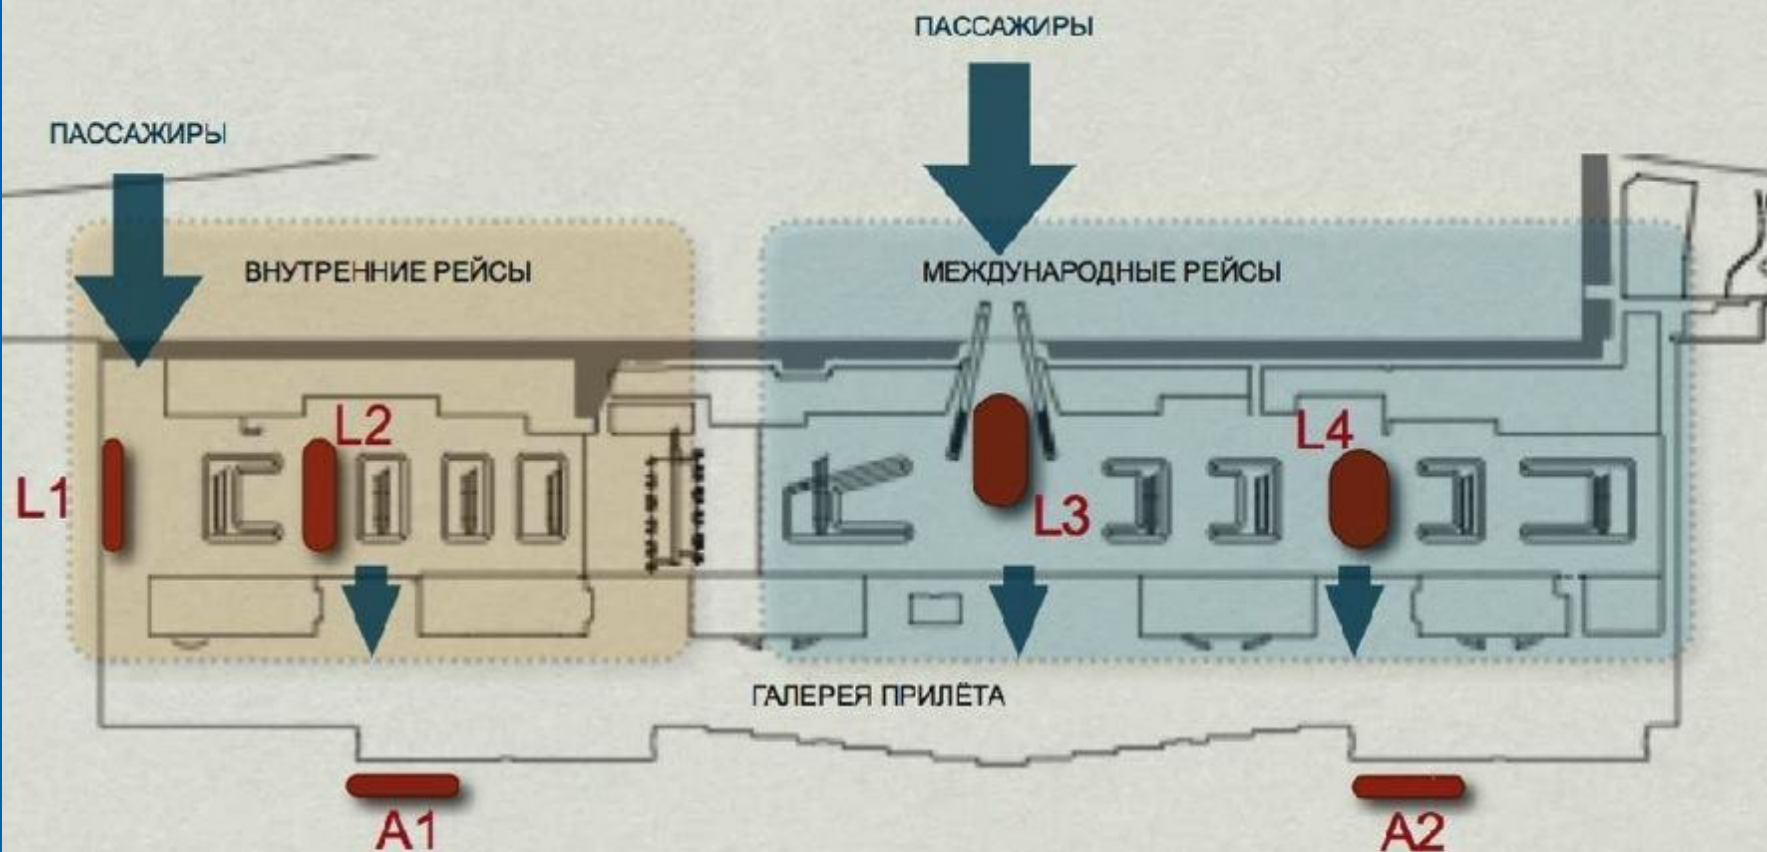 ПАССАЖИРЫ
ПАССАЖИРЫ
ВНУТРЕННИЕ РЕЙСЫ
МЕЖДУНАРОДНЫЕ РЕЙСЫ
L2
L4
L1
L3
ГАЛЕРЕЯ ПРИЛЁТА
A1
A2